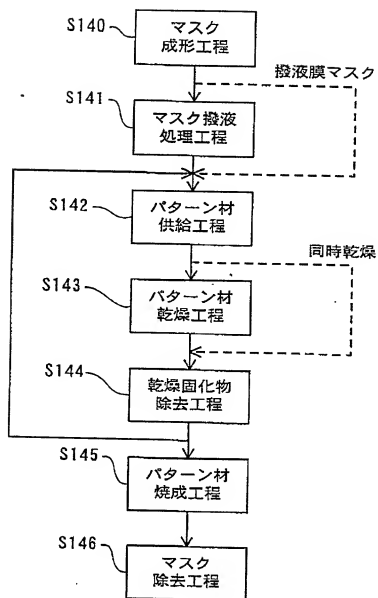 S140
マスク
成形工程
撥液膜マスク
S141
マスク撥液
処理工程
S142
パターン材
供給工程
同時乾燥
S143
パターン材
乾燥工程
S144
乾燥固化物
除去工程
S145
パターン材
焼成工程
S146
マスク
除去工程